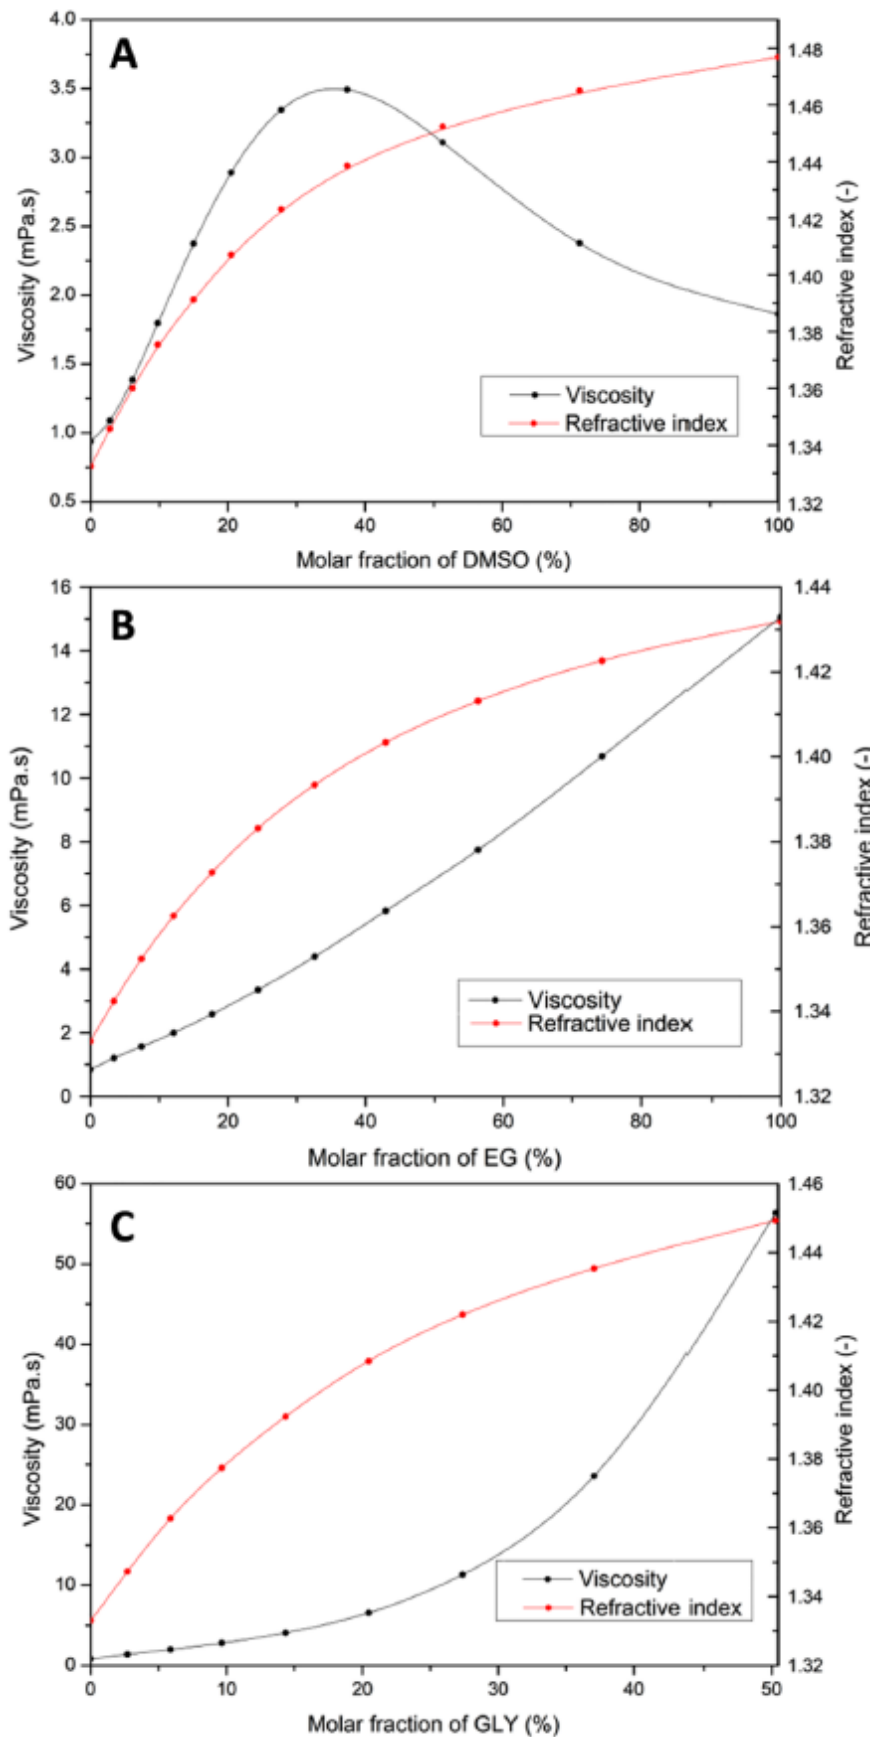 A
4.0
3.5
3.0
2.5
2.0
1.5
1.0
0.5
Viscosity (mPa.s)
1.48
1.46
1.44
1.42
1.40
1.38
1.36
1.34
1.32
Refractive index (-)
Viscosity
Refractive index
0 20 40 60 80 100
Molar fraction of DMSO (%)
B
16
14
12
10
8
6
4
2
0
Viscosity (mPa.s)
1.44
1.42
1.40
1.38
1.36
1.34
1.32
Refractive index (-)
Viscosity
Refractive index
0 20 40 60 80 100
Molar fraction of EG (%)
C
60
50
40
30
20
10
0
Viscosity (mPa.s)
1.46
1.44
1.42
1.40
1.38
1.36
1.34
1.32
Refractive index (-)
Viscosity
Refractive index
0 10 20 30 40 50
Molar fraction of GLY (%)